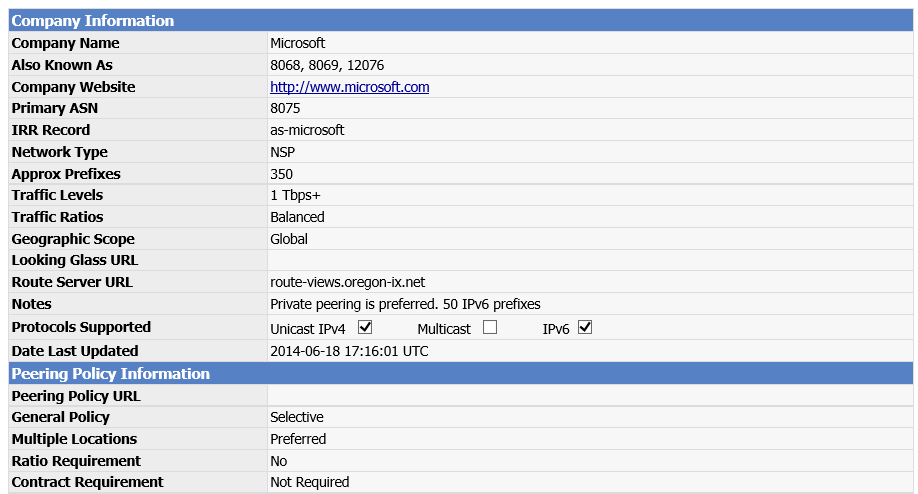 Company Information
Company Name Microsoft
Also Known As 8068, 8069, 12076
Company Website http://www.microsoft.com
Primary ASN 8075
IRR Record as-microsoft
Network Type NSP
Approx Prefixes 350
Traffic Levels 1 Tbps+
Traffic Ratios Balanced
Geographic Scope Global
Looking Glass URL
Route Server URL route-views.oregon-ix.net
Notes Private peering is preferred. 50 IPv6 prefixes
Protocols Supported Unicast IPv4 Multicast IPv6
Date Last Updated 2014-06-18 17:16:01 UTC
Peering Policy Information
Peering Policy URL
General Policy Selective
Multiple Locations Preferred
Ratio Requirement No
Contract Requirement Not Required